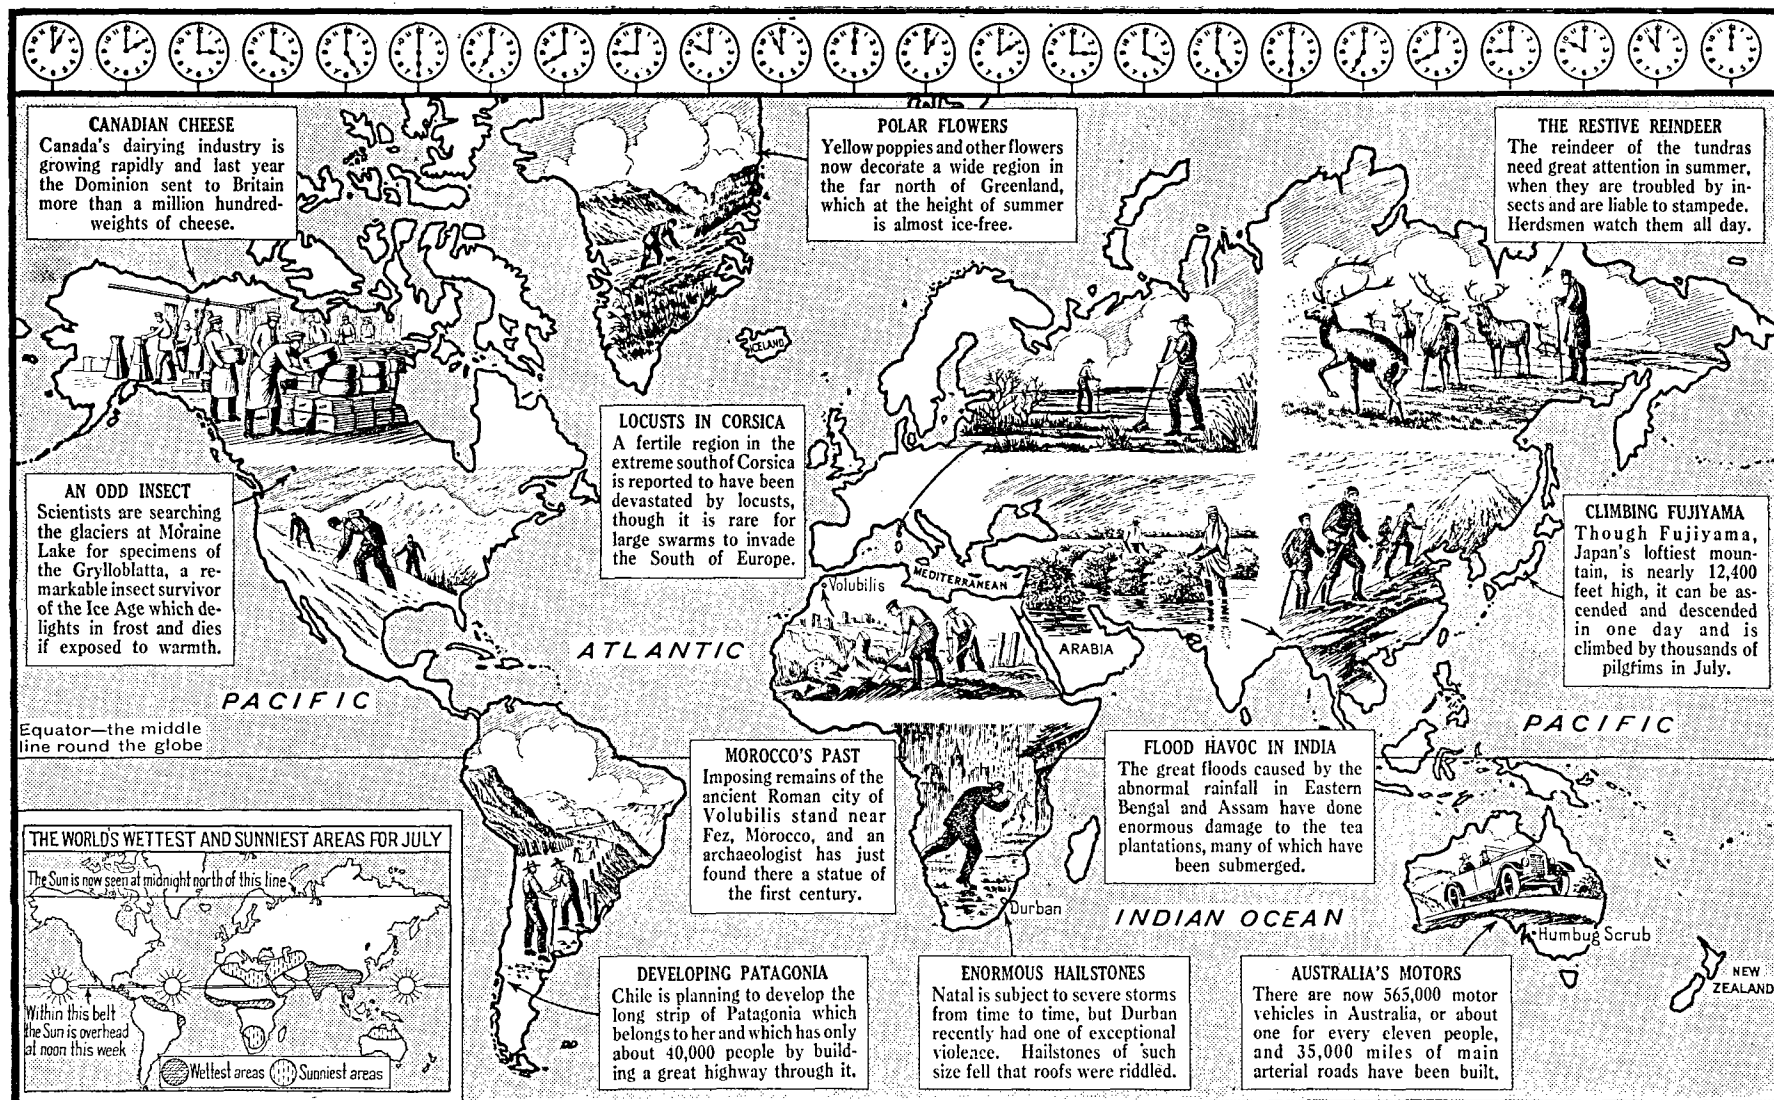 CANADIAN CHEESE
Canada's dairying industry is
growing rapidly and last year
the Dominion sent to Britain
more than a million hundred-
weights of cheese.
POLAR FLOWERS
Yellow poppies and other flowers
now decorate a wide region in
the far north of Greenland,
which at the height of summer
is almost ice-free.
THE RESTIVE REINDEER
The reindeer of the tundras
need great attention in summer,
when they are troubled by in-
sects and are liable to stampede.
Herdsmen watch them all day.
ICELAND
LOCUSTS IN CORSICA
A fertile region in the
extreme south of Corsica
is reported to have been
devastated by locusts,
though it is rare for
large swarms to invade
the South of Europe.
AN ODD INSECT
Scientists are searching
the glaciers at Moraine
Lake for specimens of
the Grylloblatta, a re-
markable insect survivor
of the Ice Age which de-
lights in frost and dies
if exposed to warmth.
CLIMBING FUJIYAMA
Though Fujiyama,
Japan's loftiest moun-
tain, is nearly 12,400
feet high, it can be as-
cended and descended
in one day and is
climbed by thousands of
pilgrims in July.
MEDITERRANEAN
Volubilis
ARABIA
ATLANTIC
PACIFIC
PACIFIC
Equator—the middle
line round the globe
MOROCCO'S PAST
Imposing remains of the
ancient Roman city of
Volubilis stand near
Fez, Morocco, and an
archaeologist has just
found there a statue of
the first century.
FLOOD HAVOC IN INDIA
The great floods caused by the
abnormal rainfall in Eastern
Bengal and Assam have done
enormous damage to the tea
plantations, many of which have
been submerged.
Durban
INDIAN OCEAN
Humbug Scrub
NEW
ZEALAND
THE WORLD'S WETTEST AND SUNNIEST AREAS FOR JULY
The Sun is now seen at midnight north of this line
Within this belt
the Sun is overhead
at noon this week
Wettest areas
Sunniest areas
DEVELOPING PATAGONIA
Chile is planning to develop the
long strip of Patagonia which
belongs to her and which has only
about 40,000 people by build-
ing a great highway through it.
ENORMOUS HAILSTONES
Natal is subject to severe storms
from time to time, but Durban
recently had one of exceptional
violence. Hailstones of such
size fell that roofs were riddled.
AUSTRALIA'S MOTORS
There are now 565,000 motor
vehicles in Australia, or about
one for every eleven people,
and 35,000 miles of main
arterial roads have been built.